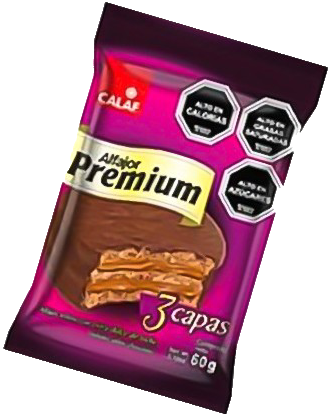 CALAF
ALTO EN
CALORÍAS
ALTO EN
GRASAS
SATURADAS
ALTO EN
AZÚCARES
Alfajor
Premium
3 capas
60g